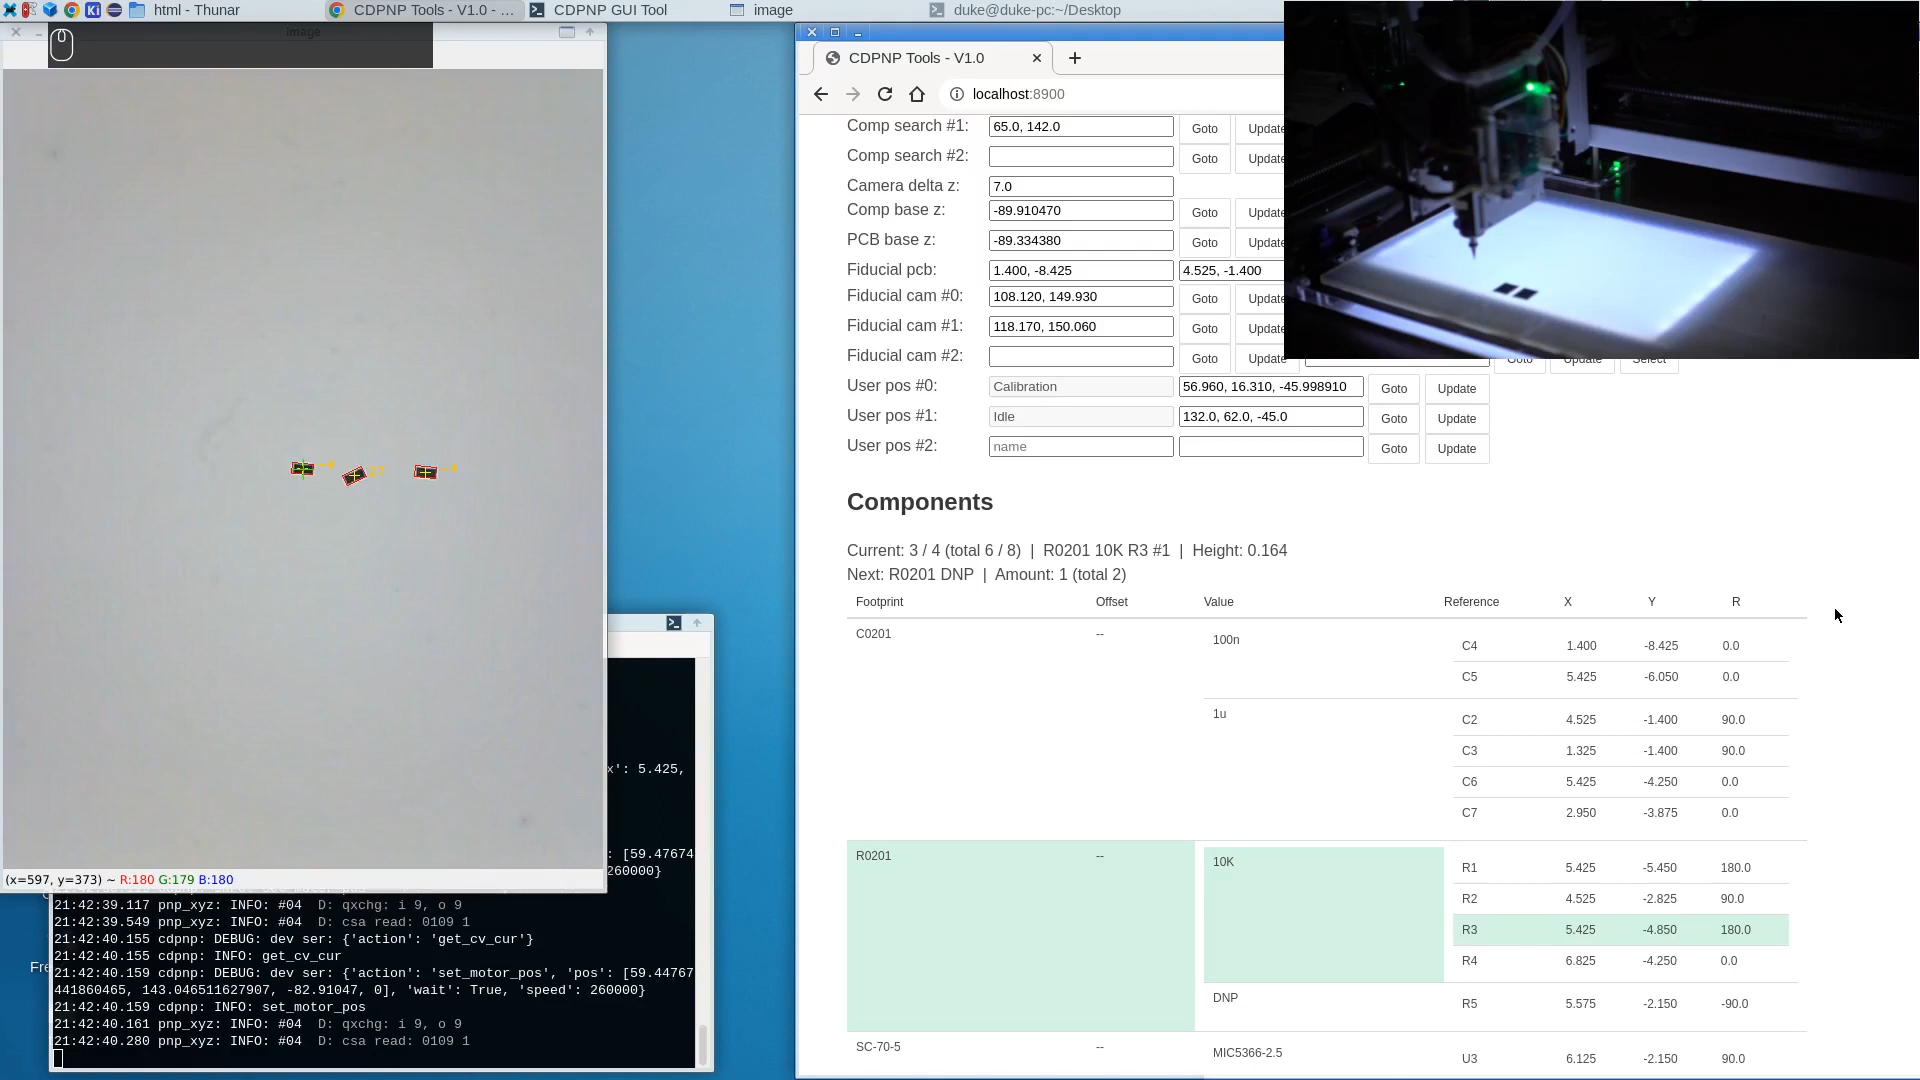 html - Thunar
CDPNP Tools - V1.0 - ...
CDPNP GUI Tool
image
duke@duke-pc:~/Desktop
image
CDPNP Tools - V1.0
localhost:8900
Comp search #1: 65.0, 142.0 Goto Update
Comp search #2: Goto Update
Camera delta z: 7.0
Comp base z: -89.910470 Goto Update
PCB base z: -89.334380 Goto Update
Fiducial pcb: 1.400, -8.425 4.525, -1.400
Fiducial cam #0: 108.120, 149.930 Goto Update
Fiducial cam #1: 118.170, 150.060 Goto Update
Fiducial cam #2: Goto Update Goto Update Select
User pos #0: Calibration 56.960, 16.310, -45.998910 Goto Update
User pos #1: Idle 132.0, 62.0, -45.0 Goto Update
User pos #2: name Goto Update
Components
Current: 3 / 4 (total 6 / 8) | R0201 10K R3 #1 | Height: 0.164
Next: R0201 DNP | Amount: 1 (total 2)
Footprint Offset Value Reference X Y R
C0201 -- 100n C4 1.400 -8.425 0.0
C5 5.425 -6.050 0.0
1u C2 4.525 -1.400 90.0
C3 1.325 -1.400 90.0
C6 5.425 -4.250 0.0
C7 2.950 -3.875 0.0
R0201 -- 10K R1 5.425 -5.450 180.0
R2 4.525 -2.825 90.0
R3 5.425 -4.850 180.0
R4 6.825 -4.250 0.0
DNP R5 5.575 -2.150 -90.0
SC-70-5 -- MIC5366-2.5 U3 6.125 -2.150 90.0
-4 27 -4
(x=597, y=373) ~ R:180 G:179 B:180
x': 5.425,
: [59.47674
260000}
21:42:39.117 pnp_xyz: INFO: #04 D: qxchg: i 9, o 9
21:42:39.549 pnp_xyz: INFO: #04 D: csa read: 0109 1
21:42:40.155 cdpnp: DEBUG: dev ser: {'action': 'get_cv_cur'}
21:42:40.155 cdpnp: INFO: get_cv_cur
21:42:40.159 cdpnp: DEBUG: dev ser: {'action': 'set_motor_pos', 'pos': [59.44767
441860465, 143.046511627907, -82.91047, 0], 'wait': True, 'speed': 260000}
21:42:40.159 cdpnp: INFO: set_motor_pos
21:42:40.161 pnp_xyz: INFO: #04 D: qxchg: i 9, o 9
21:42:40.280 pnp_xyz: INFO: #04 D: csa read: 0109 1
Fre